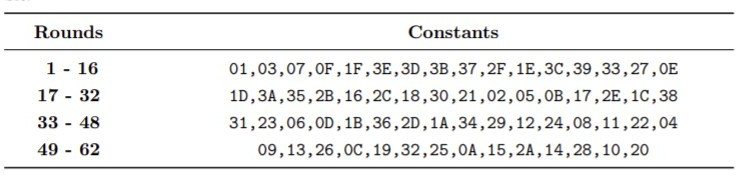 Rounds Constants
1 - 16 01,03,07,0F,1F,3E,3D,3B,37,2F,1E,3C,39,33,27,0E
17 - 32 1D,3A,35,2B,16,2C,18,30,21,02,05,0B,17,2E,1C,38
33 - 48 31,23,06,0D,1B,36,2D,1A,34,29,12,24,08,11,22,04
49 - 62 09,13,26,0C,19,32,25,0A,15,2A,14,28,10,20